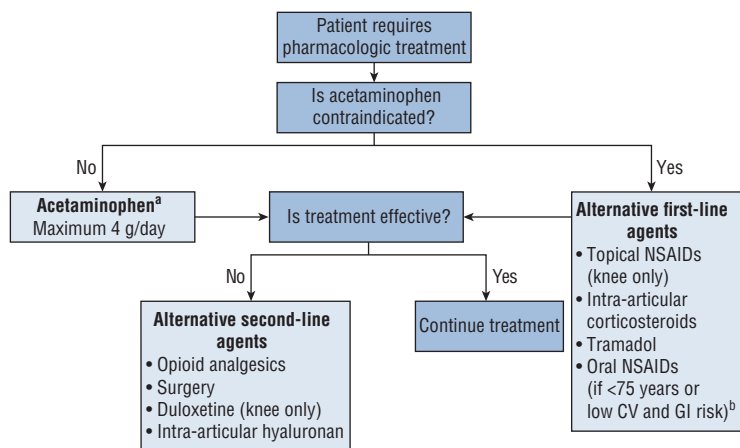 Patient requires
pharmacologic treatment
Is acetaminophen
contraindicated?
No
Yes
Acetaminophenᵃ
Maximum 4 g/day
Is treatment effective?
Alternative first-line
agents
• Topical NSAIDs
(knee only)
• Intra-articular
corticosteroids
• Tramadol
• Oral NSAIDs
(if <75 years or
low CV and GI risk)ᵇ
No
Yes
Alternative second-line
agents
• Opioid analgesics
• Surgery
• Duloxetine (knee only)
• Intra-articular hyaluronan
Continue treatment